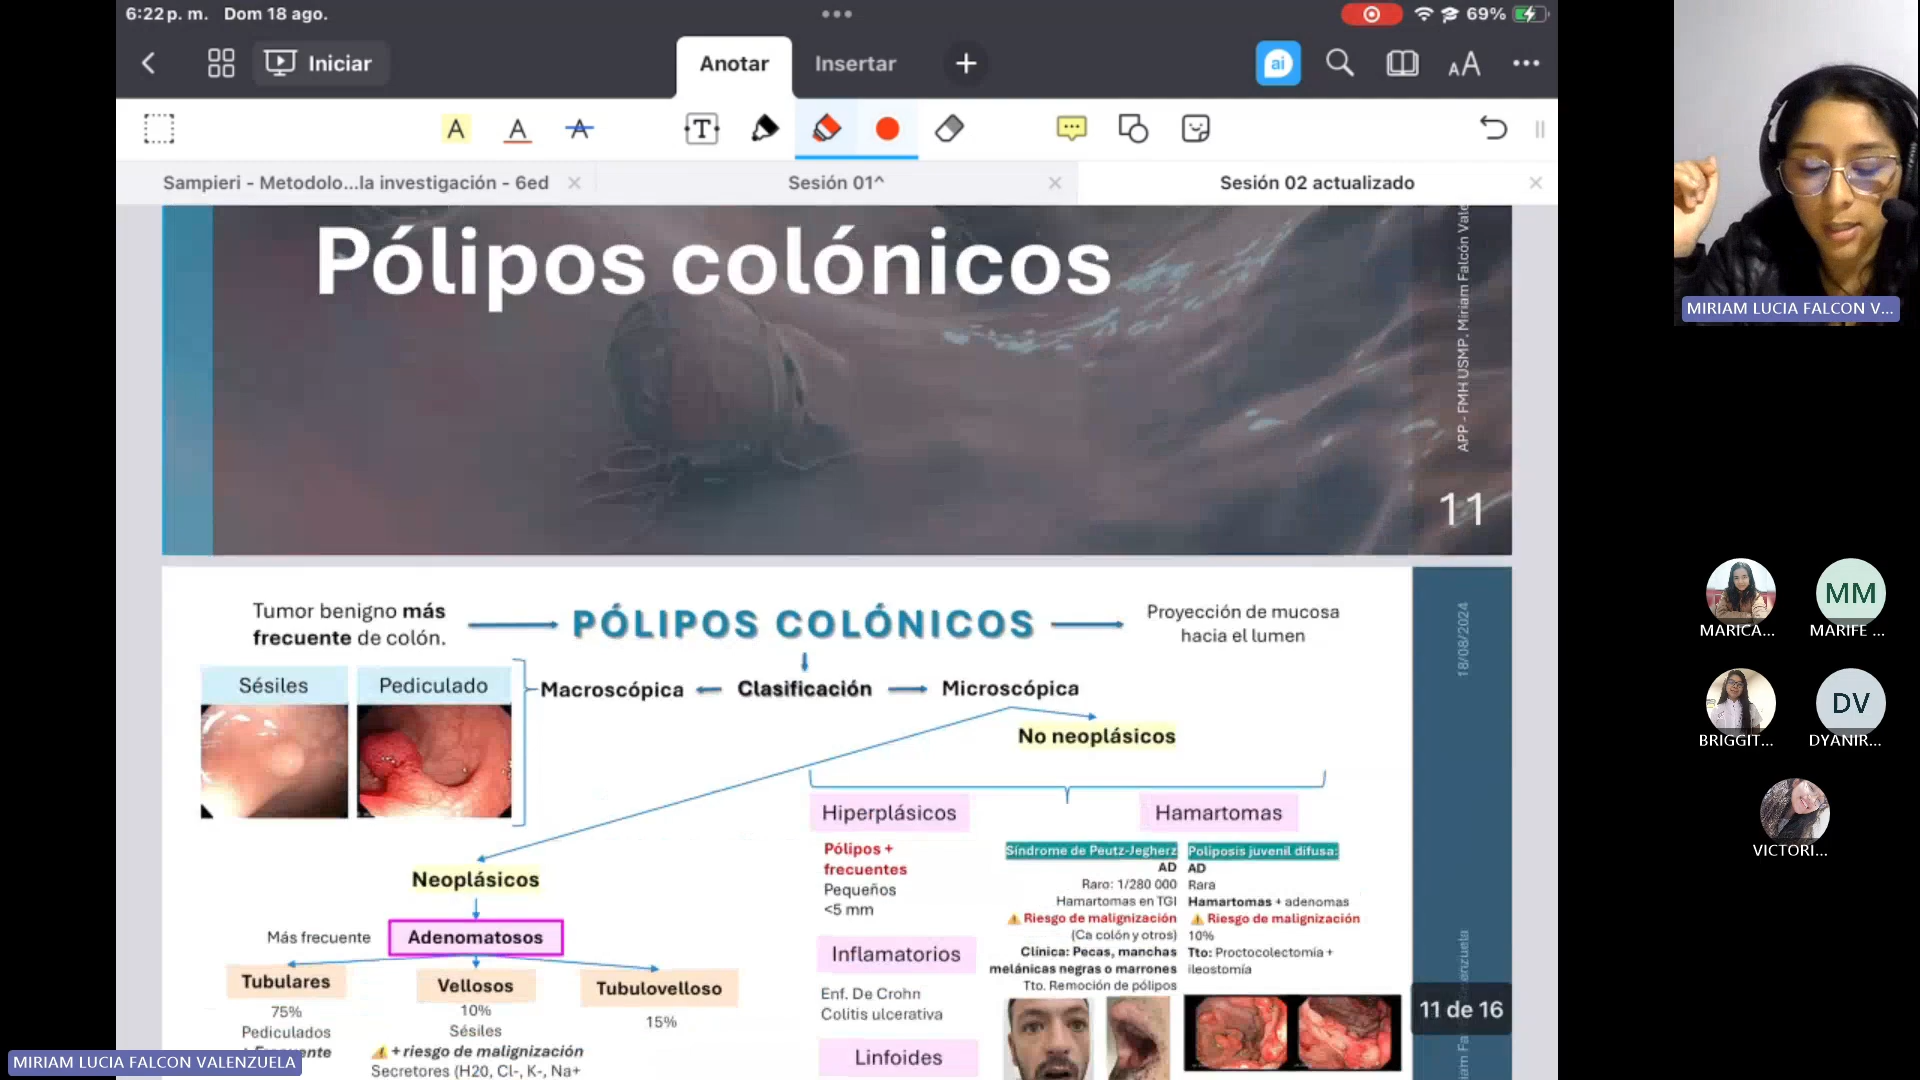 6:22 p. m. Dom 18 ago.
69%
Iniciar
Anotar
Insertar
ai
AA
A
A
A
T
Sampieri - Metodolo...la investigación - 6ed
Sesión 01^
Sesión 02 actualizado
Pólipos colónicos
APP - FMH USMP. Miriam Falcón Vale
11
Tumor benigno más
frecuente de colón.
PÓLIPOS COLÓNICOS
Proyección de mucosa
hacia el lumen
18/08/2024
Sésiles
Pediculado
Macroscópica
Clasificación
Microscópica
No neoplásicos
Hiperplásicos
Hamartomas
Pólipos +
frecuentes
Pequeños
<5 mm
Síndrome de Peutz-Jegherz
AD
Raro: 1/280 000
Hamartomas en TGI
Riesgo de malignización
(Ca colón y otros)
Clínica: Pecas, manchas
melánicas negras o marrones
Tto. Remoción de pólipos
Poliposis juvenil difusa:
AD
Rara
Hamartomas + adenomas
Riesgo de malignización
10%
Tto: Proctocolectomía +
ileostomía
Neoplásicos
Más frecuente
Adenomatosos
Tubulares
75%
Pediculados
Vellosos
10%
Sésiles
+ riesgo de malignización
Secretores (H20, Cl-, K-, Na+
Tubulovelloso
15%
Inflamatorios
Enf. De Crohn
Colitis ulcerativa
Linfoides
11 de 16
MIRIAM LUCIA FALCON VALENZUELA
MIRIAM LUCIA FALCON V...
MARICA...
MM
MARIFE ...
BRIGGIT...
DV
DYANIR...
VICTORI...